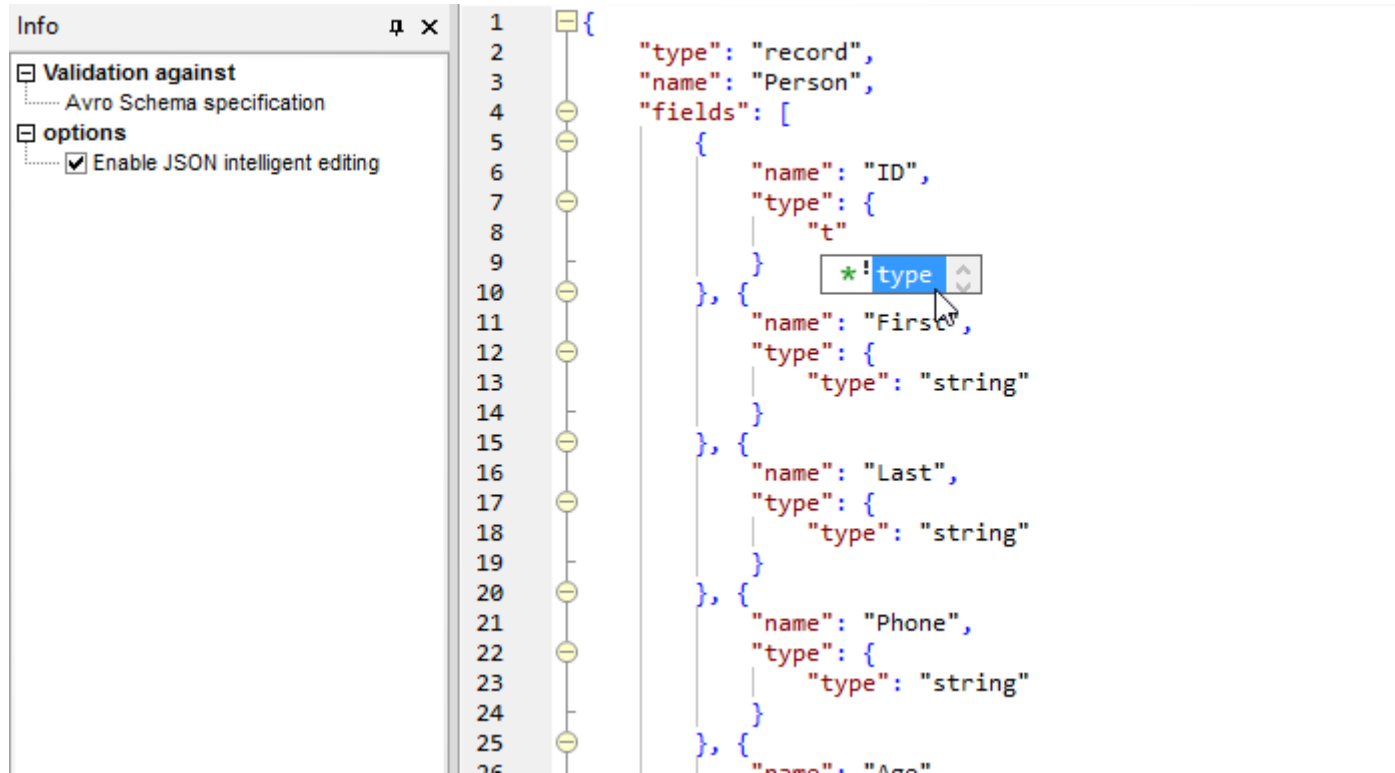 Info
Validation against
Avro Schema specification
options
Enable JSON intelligent editing
1 {
2 "type": "record",
3 "name": "Person",
4 "fields": [
5 {
6 "name": "ID",
7 "type": {
8 "t"
9 }
*! type
10 }, {
11 "name": "First",
12 "type": {
13 "type": "string"
14 }
15 }, {
16 "name": "Last",
17 "type": {
18 "type": "string"
19 }
20 }, {
21 "name": "Phone",
22 "type": {
23 "type": "string"
24 }
25 }, {
26 "name": "Age"